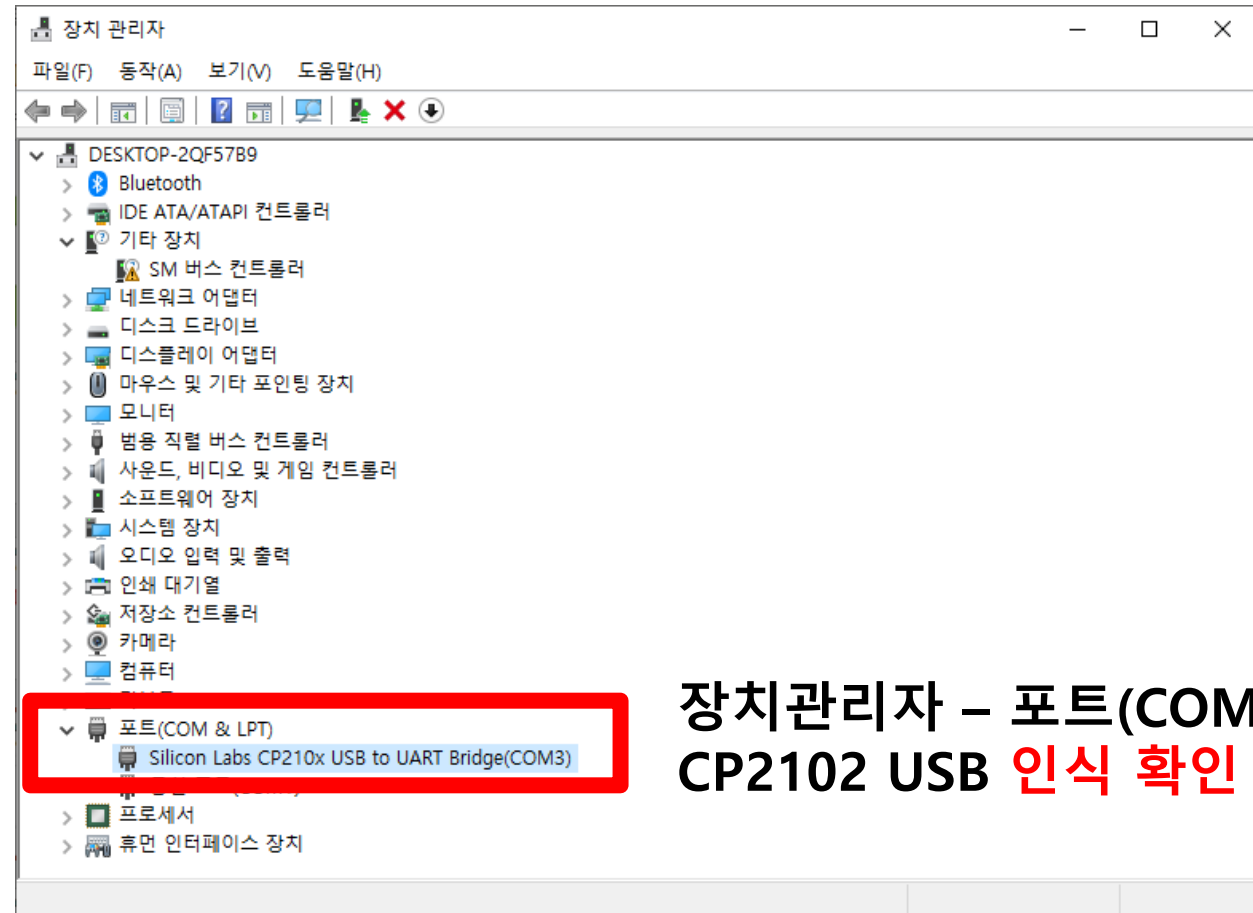 장치 관리자
파일(F) 동작(A) 보기(V) 도움말(H)
DESKTOP-2QF57B9
Bluetooth
IDE ATA/ATAPI 컨트롤러
기타 장치
SM 버스 컨트롤러
네트워크 어댑터
디스크 드라이브
디스플레이 어댑터
마우스 및 기타 포인팅 장치
모니터
범용 직렬 버스 컨트롤러
사운드, 비디오 및 게임 컨트롤러
소프트웨어 장치
시스템 장치
오디오 입력 및 출력
인쇄 대기열
저장소 컨트롤러
카메라
컴퓨터
포트(COM & LPT)
Silicon Labs CP210x USB to UART Bridge(COM3)
프로세서
휴먼 인터페이스 장치
장치관리자 – 포트(COM
CP2102 USB 인식 확인